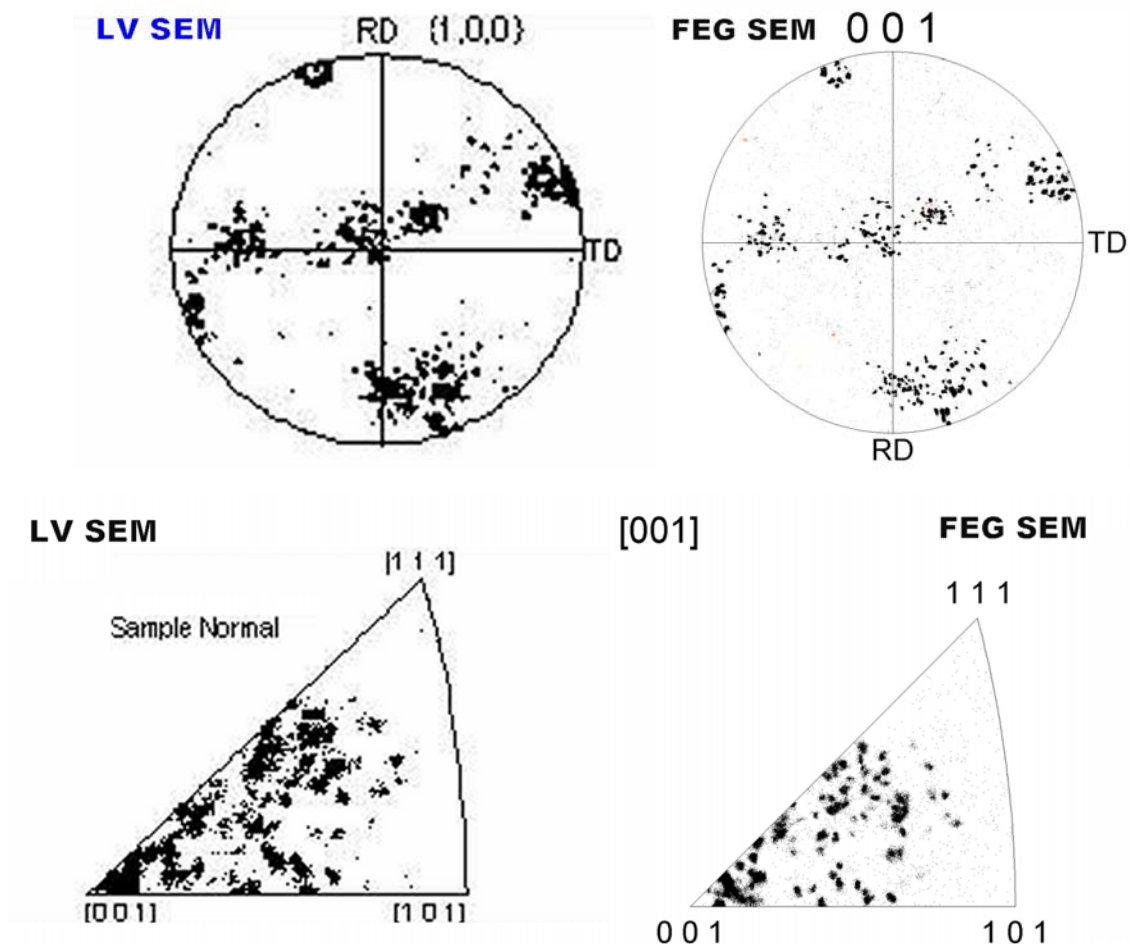 LV SEM
RD {1,0,0}
TD
FEG SEM 0 0 1
TD
RD
LV SEM
[1 1 1]
Sample Normal
[0 0 1]
[1 0 1]
[001]
FEG SEM
1 1 1
0 0 1
1 0 1